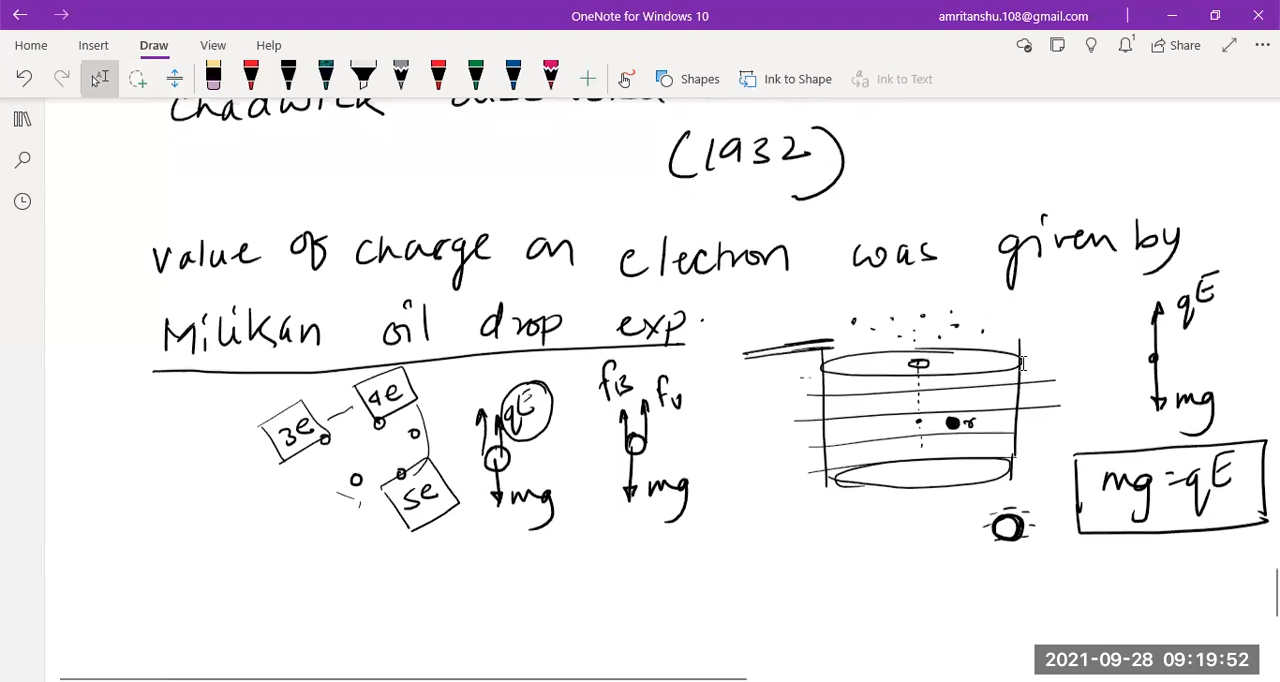 OneNote for Windows 10
amritanshu.108@gmail.com
Home Insert Draw View Help
Share
Shapes Ink to Shape Ink to Text
Chadwick
(1932)
value of charge on electron was given by
Milikan oil drop exp.
qE
mg
3e 4e 5e
qE
mg
fB fv
mg
r
mg = qE
2021-09-28 09:19:52